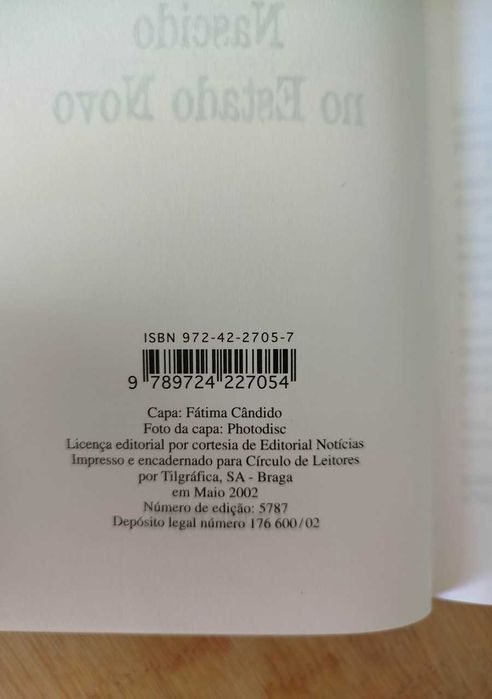 Nascido
no Estado Novo
ISBN 972-42-2705-7
9 789724 227054
Capa: Fátima Cândido
Foto da capa: Photodisc
Licença editorial por cortesia de Editorial Notícias
Impresso e encadernado para Círculo de Leitores
por Tilgráfica, SA - Braga
em Maio 2002
Número de edição: 5787
Depósito legal número 176 600/02